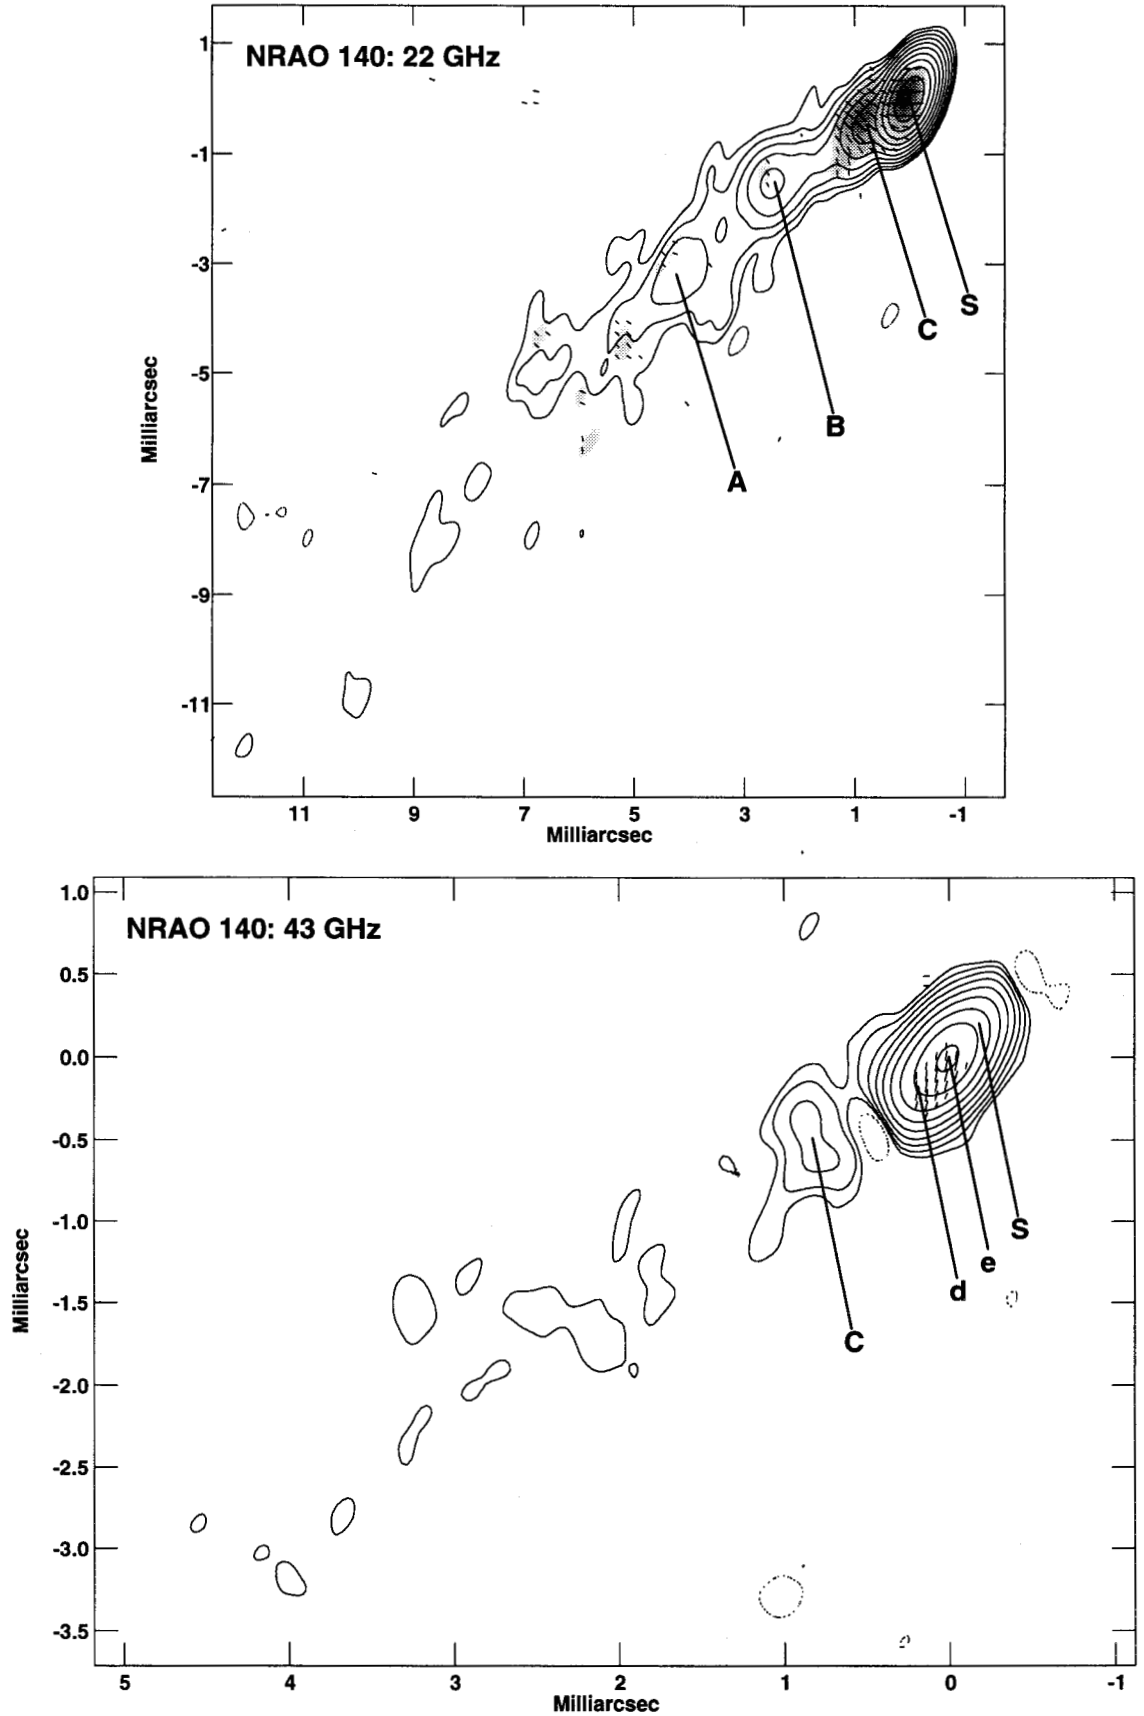 NRAO 140: 22 GHz
1
-1
-3
-5
-7
-9
-11
Milliarcsec
S
C
B
A
11 9 7 5 3 1 -1
Milliarcsec
NRAO 140: 43 GHz
1.0
0.5
0.0
-0.5
-1.0
-1.5
-2.0
-2.5
-3.0
-3.5
Milliarcsec
S
e
d
C
5 4 3 2 1 0 -1
Milliarcsec